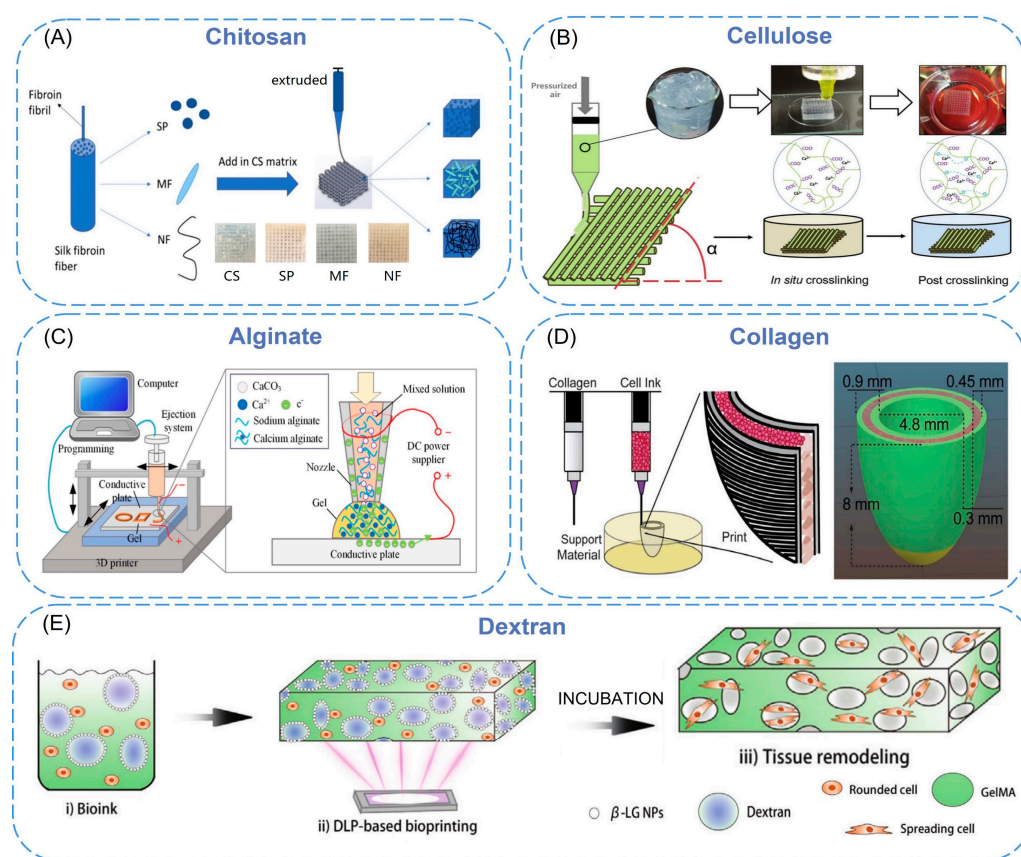 (A) Chitosan
extruded
Fibroin
fibril
SP
MF
NF
Add in CS matrix
Silk fibroin
fiber
CS SP MF NF
(B) Cellulose
Pressurized
air
COO⁻
Ca²⁺
α
In situ crosslinking
Post crosslinking
(C) Alginate
Computer
Ejection
system
Programming
Conductive
plate
Gel
3D printer
CaCO₃
Ca²⁺ e⁻
Sodium alginate
Calcium alginate
Mixed solution
DC power
supplier
Nozzle
Gel
Conductive plate
(D) Collagen
Collagen Cell Ink
Support
Material
Print
0.9 mm 0.45 mm
4.8 mm
8 mm
0.3 mm
(E) Dextran
i) Bioink
ii) DLP-based bioprinting
INCUBATION
iii) Tissue remodeling
β-LG NPs
Dextran
Rounded cell
GelMA
Spreading cell